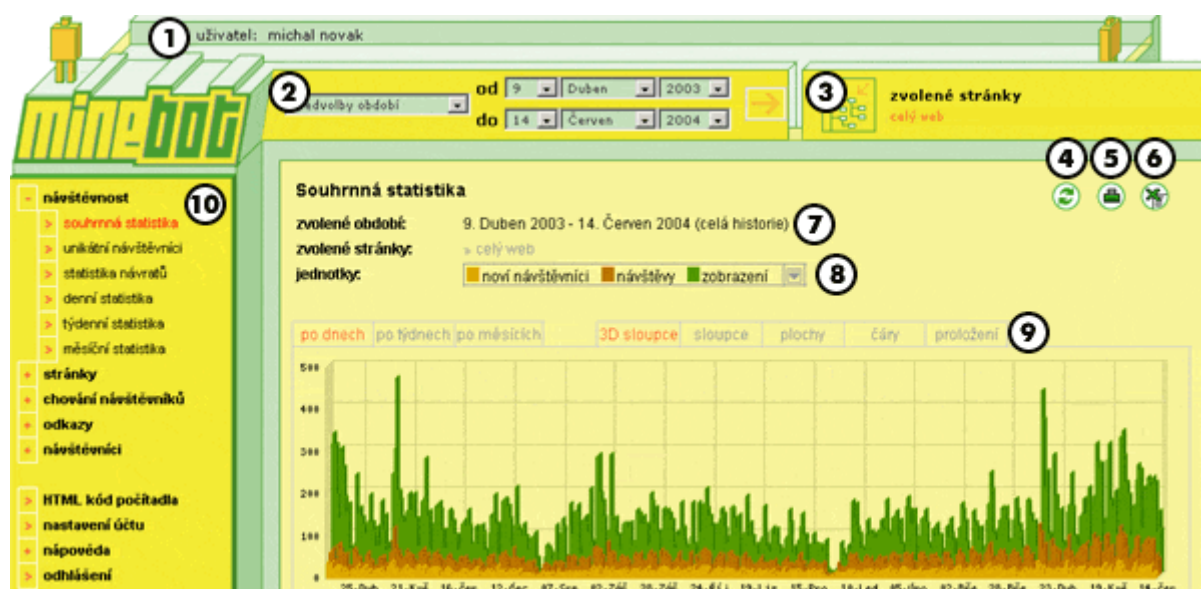 1 uživatel: michal novak
2 předvolby období od 9 Duben 2003
do 14 Červen 2004
3 zvolené stránky
celý web
minebot
4 5 6
10
návštěvnost
souhrnná statistika
unikátní návštěvníci
statistika návratů
denní statistika
týdenní statistika
měsíční statistika
stránky
chování návštěvníků
odkazy
návštěvníci
HTML kód počítadla
nastavení účtu
nápověda
odhlášení
Souhrnná statistika
zvolené období: 9. Duben 2003 - 14. Červen 2004 (celá historie) 7
zvolené stránky: » celý web
jednotky: noví návštěvníci návštěvy zobrazení 8
po dnech po týdnech po měsících 3D sloupce sloupce plochy čáry proložení 9
500
400
300
200
100
0